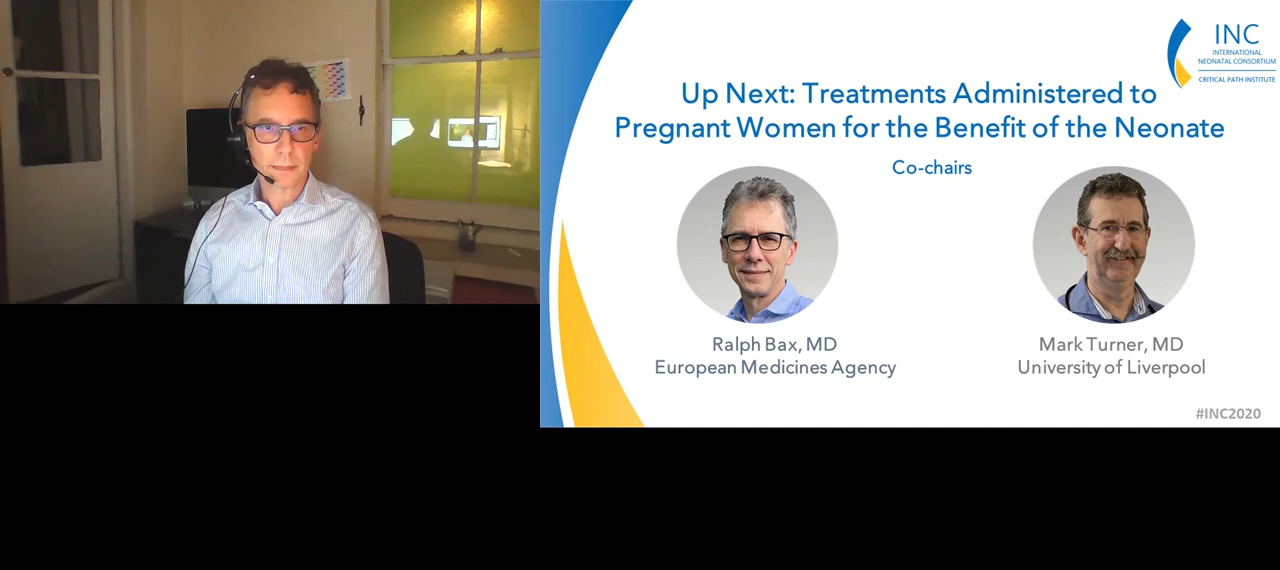 INC
INTERNATIONAL
NEONATAL CONSORTIUM
CRITICAL PATH INSTITUTE
Up Next: Treatments Administered to
Pregnant Women for the Benefit of the Neonate
Co-chairs
Ralph Bax, MD
European Medicines Agency
Mark Turner, MD
University of Liverpool
#INC2020